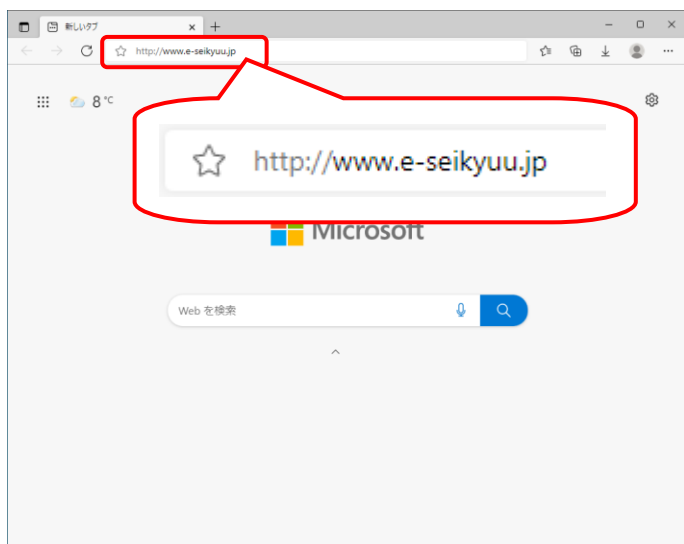 新しいタブ
http://www.e-seikyuu.jp
8 ℃
http://www.e-seikyuu.jp
Microsoft
Web を検索